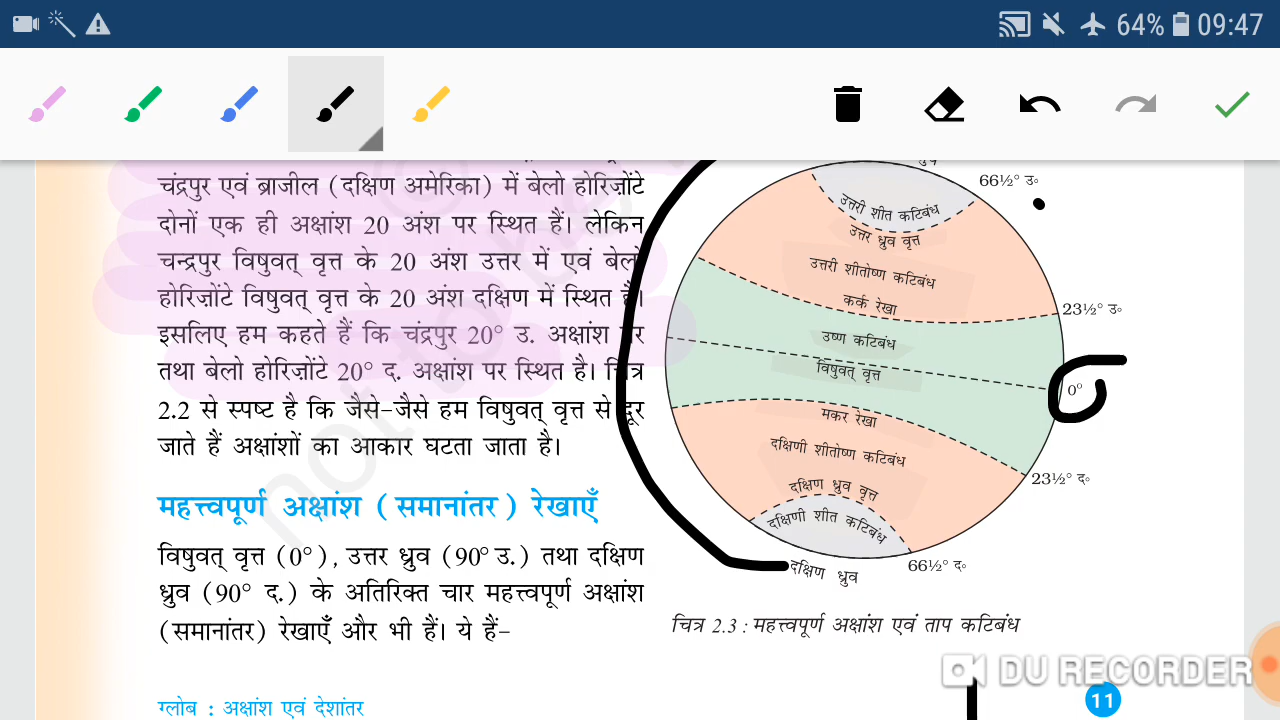 64% 09:47
चंद्रपुर एवं ब्राजील (दक्षिण अमेरिका) में बेलो होरिज़ोंटे
दोनों एक ही अक्षांश 20 अंश पर स्थित हैं। लेकिन
चन्द्रपुर विषुवत् वृत्त के 20 अंश उत्तर में एवं बेलो
होरिज़ोंटे विषुवत् वृत्त के 20 अंश दक्षिण में स्थित है।
इसलिए हम कहते हैं कि चंद्रपुर 20° उ. अक्षांश पर
तथा बेलो होरिज़ोंटे 20° द. अक्षांश पर स्थित है। चित्र
2.2 से स्पष्ट है कि जैसे-जैसे हम विषुवत् वृत्त से दूर
जाते हैं अक्षांशों का आकार घटता जाता है।
महत्त्वपूर्ण अक्षांश (समानांतर) रेखाएँ
विषुवत् वृत्त (0°), उत्तर ध्रुव (90° उ.) तथा दक्षिण
ध्रुव (90° द.) के अतिरिक्त चार महत्त्वपूर्ण अक्षांश
(समानांतर) रेखाएँ और भी हैं। ये हैं-
66½° उ॰
उत्तरी शीत कटिबंध
उत्तर ध्रुव वृत्त
उत्तरी शीतोष्ण कटिबंध
कर्क रेखा
23½° उ॰
उष्ण कटिबंध
विषुवत् वृत्त
0°
मकर रेखा
दक्षिणी शीतोष्ण कटिबंध
23½° द॰
दक्षिण ध्रुव वृत्त
दक्षिणी शीत कटिबंध
66½° द॰
दक्षिण ध्रुव
चित्र 2.3 : महत्त्वपूर्ण अक्षांश एवं ताप कटिबंध
DU RECORDER
ग्लोब : अक्षांश एवं देशांतर
11